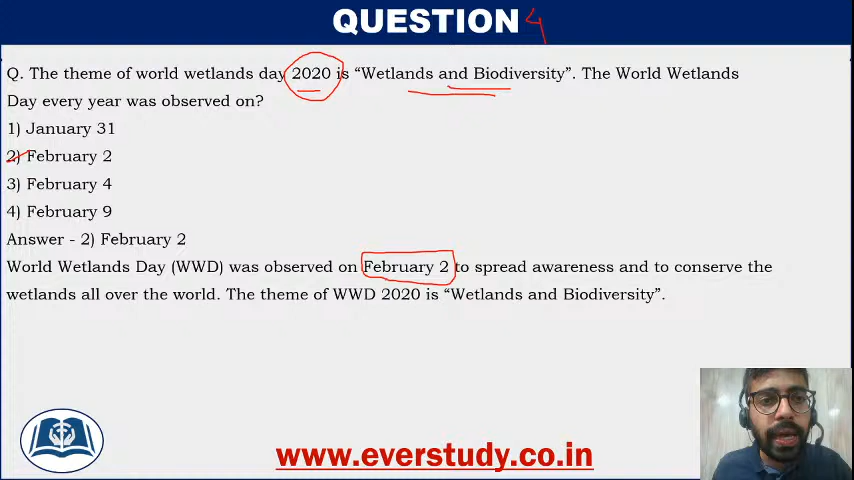 QUESTION 4
Q. The theme of world wetlands day 2020 is “Wetlands and Biodiversity”. The World Wetlands
Day every year was observed on?
1) January 31
2) February 2
3) February 4
4) February 9
Answer - 2) February 2
World Wetlands Day (WWD) was observed on February 2 to spread awareness and to conserve the
wetlands all over the world. The theme of WWD 2020 is “Wetlands and Biodiversity”.
www.everstudy.co.in